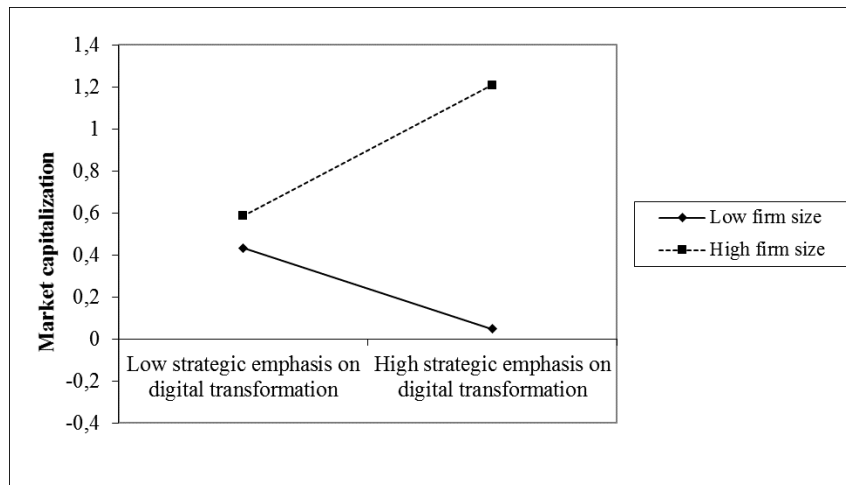 1,4
1,2
1
0,8
0,6
0,4
0,2
0
-0,2
-0,4
Market capitalization
Low strategic emphasis on
digital transformation
High strategic emphasis on
digital transformation
Low firm size
High firm size